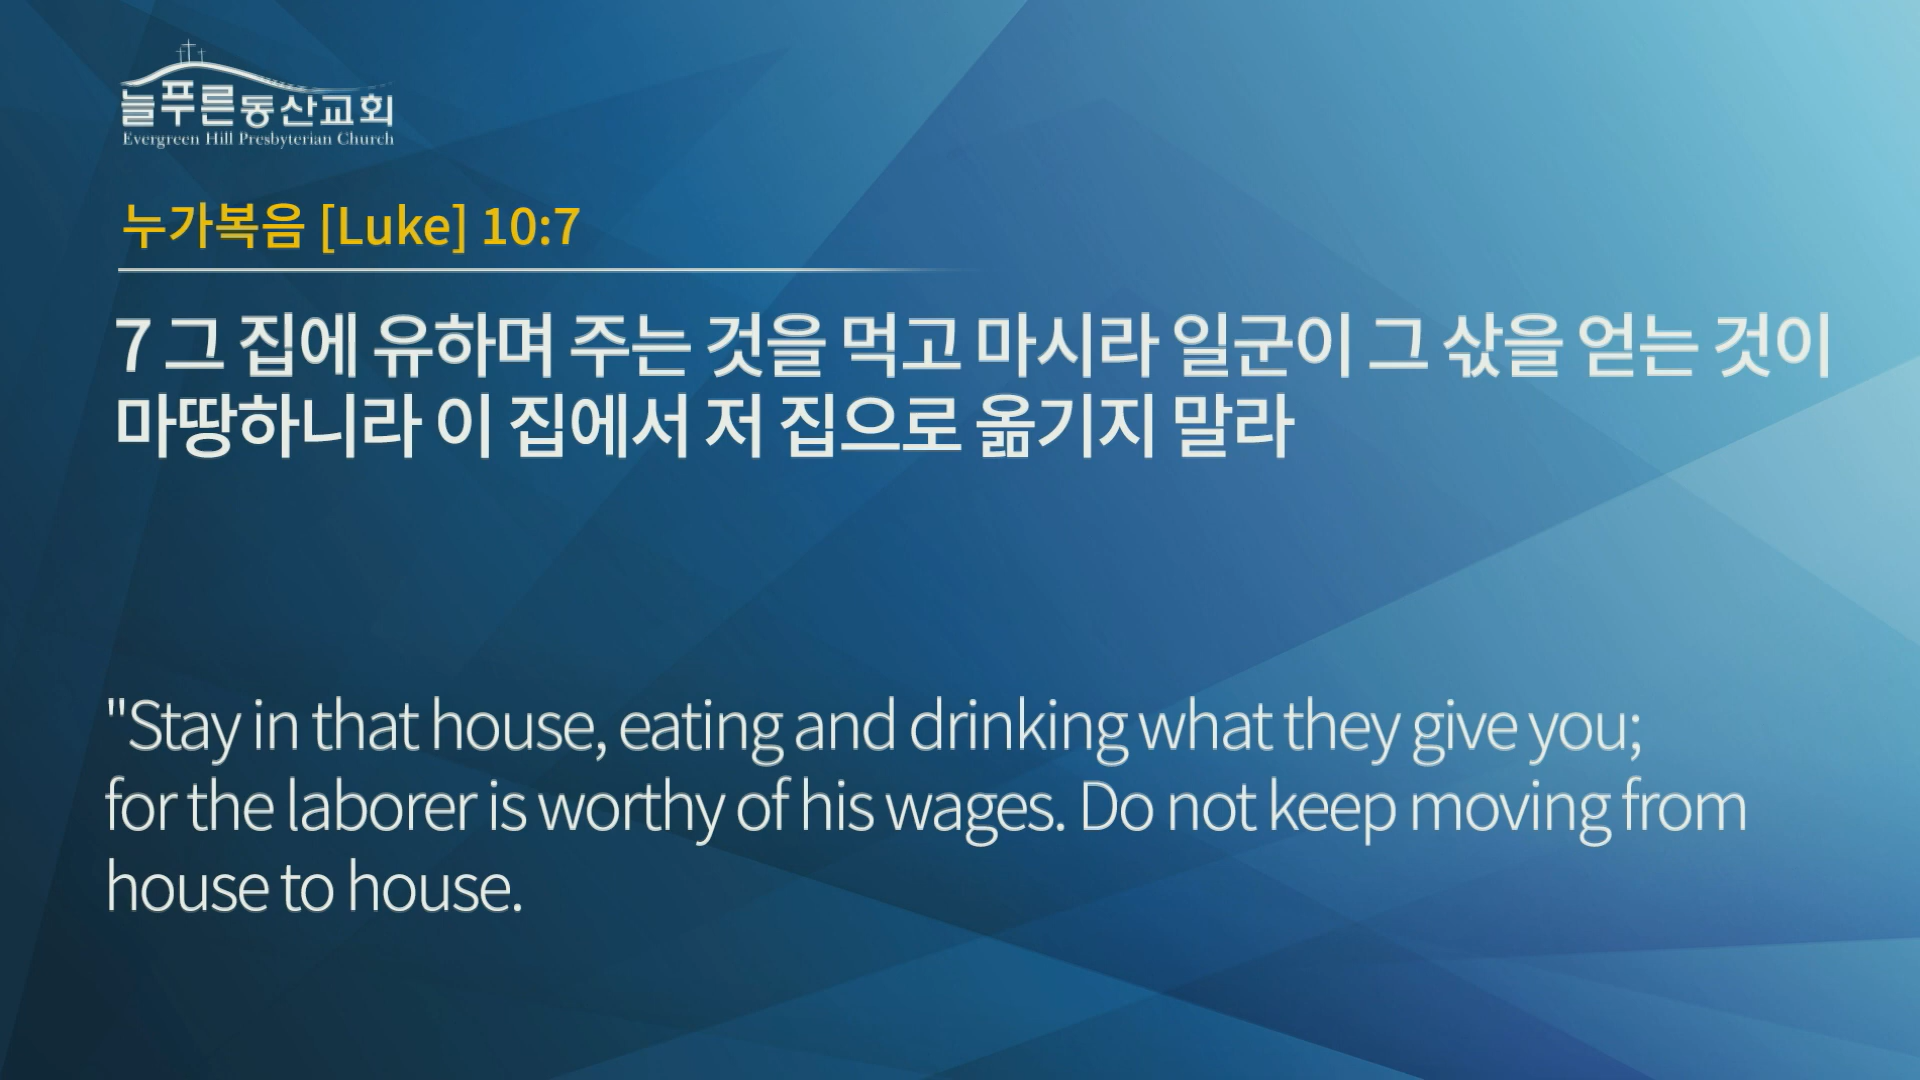 늘푸른동산교회
Evergreen Hill Presbyterian Church
누가복음 [Luke] 10:7
7 그 집에 유하며 주는 것을 먹고 마시라 일군이 그 삯을 얻는 것이
마땅하니라 이 집에서 저 집으로 옮기지 말라
"Stay in that house, eating and drinking what they give you;
for the laborer is worthy of his wages. Do not keep moving from
house to house.